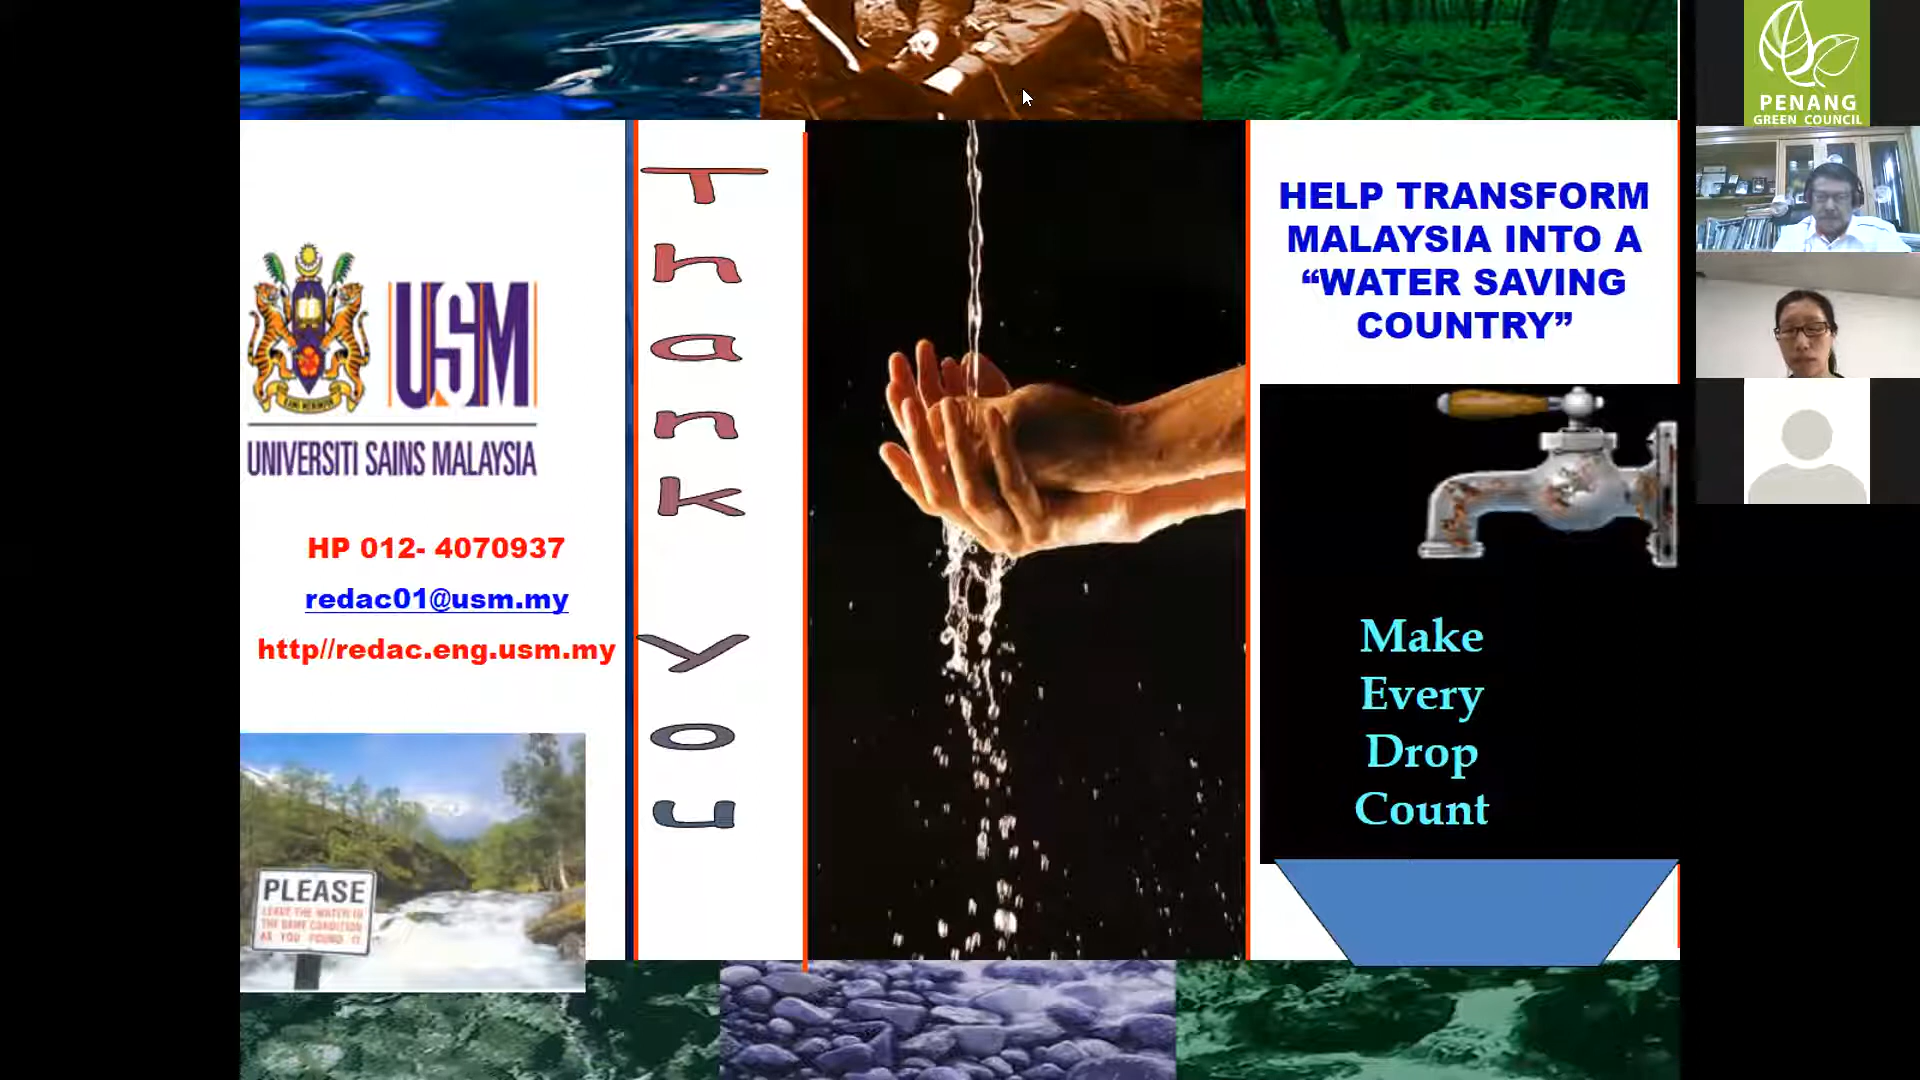 USM
UNIVERSITI SAINS MALAYSIA
HP 012- 4070937
redac01@usm.my
http//redac.eng.usm.my
PLEASE
LEAVE THE WATER IN
THE SAME CONDITION
AS YOU FOUND IT
Thank you
HELP TRANSFORM
MALAYSIA INTO A
“WATER SAVING
COUNTRY”
Make
Every
Drop
Count
PENANG
GREEN COUNCIL